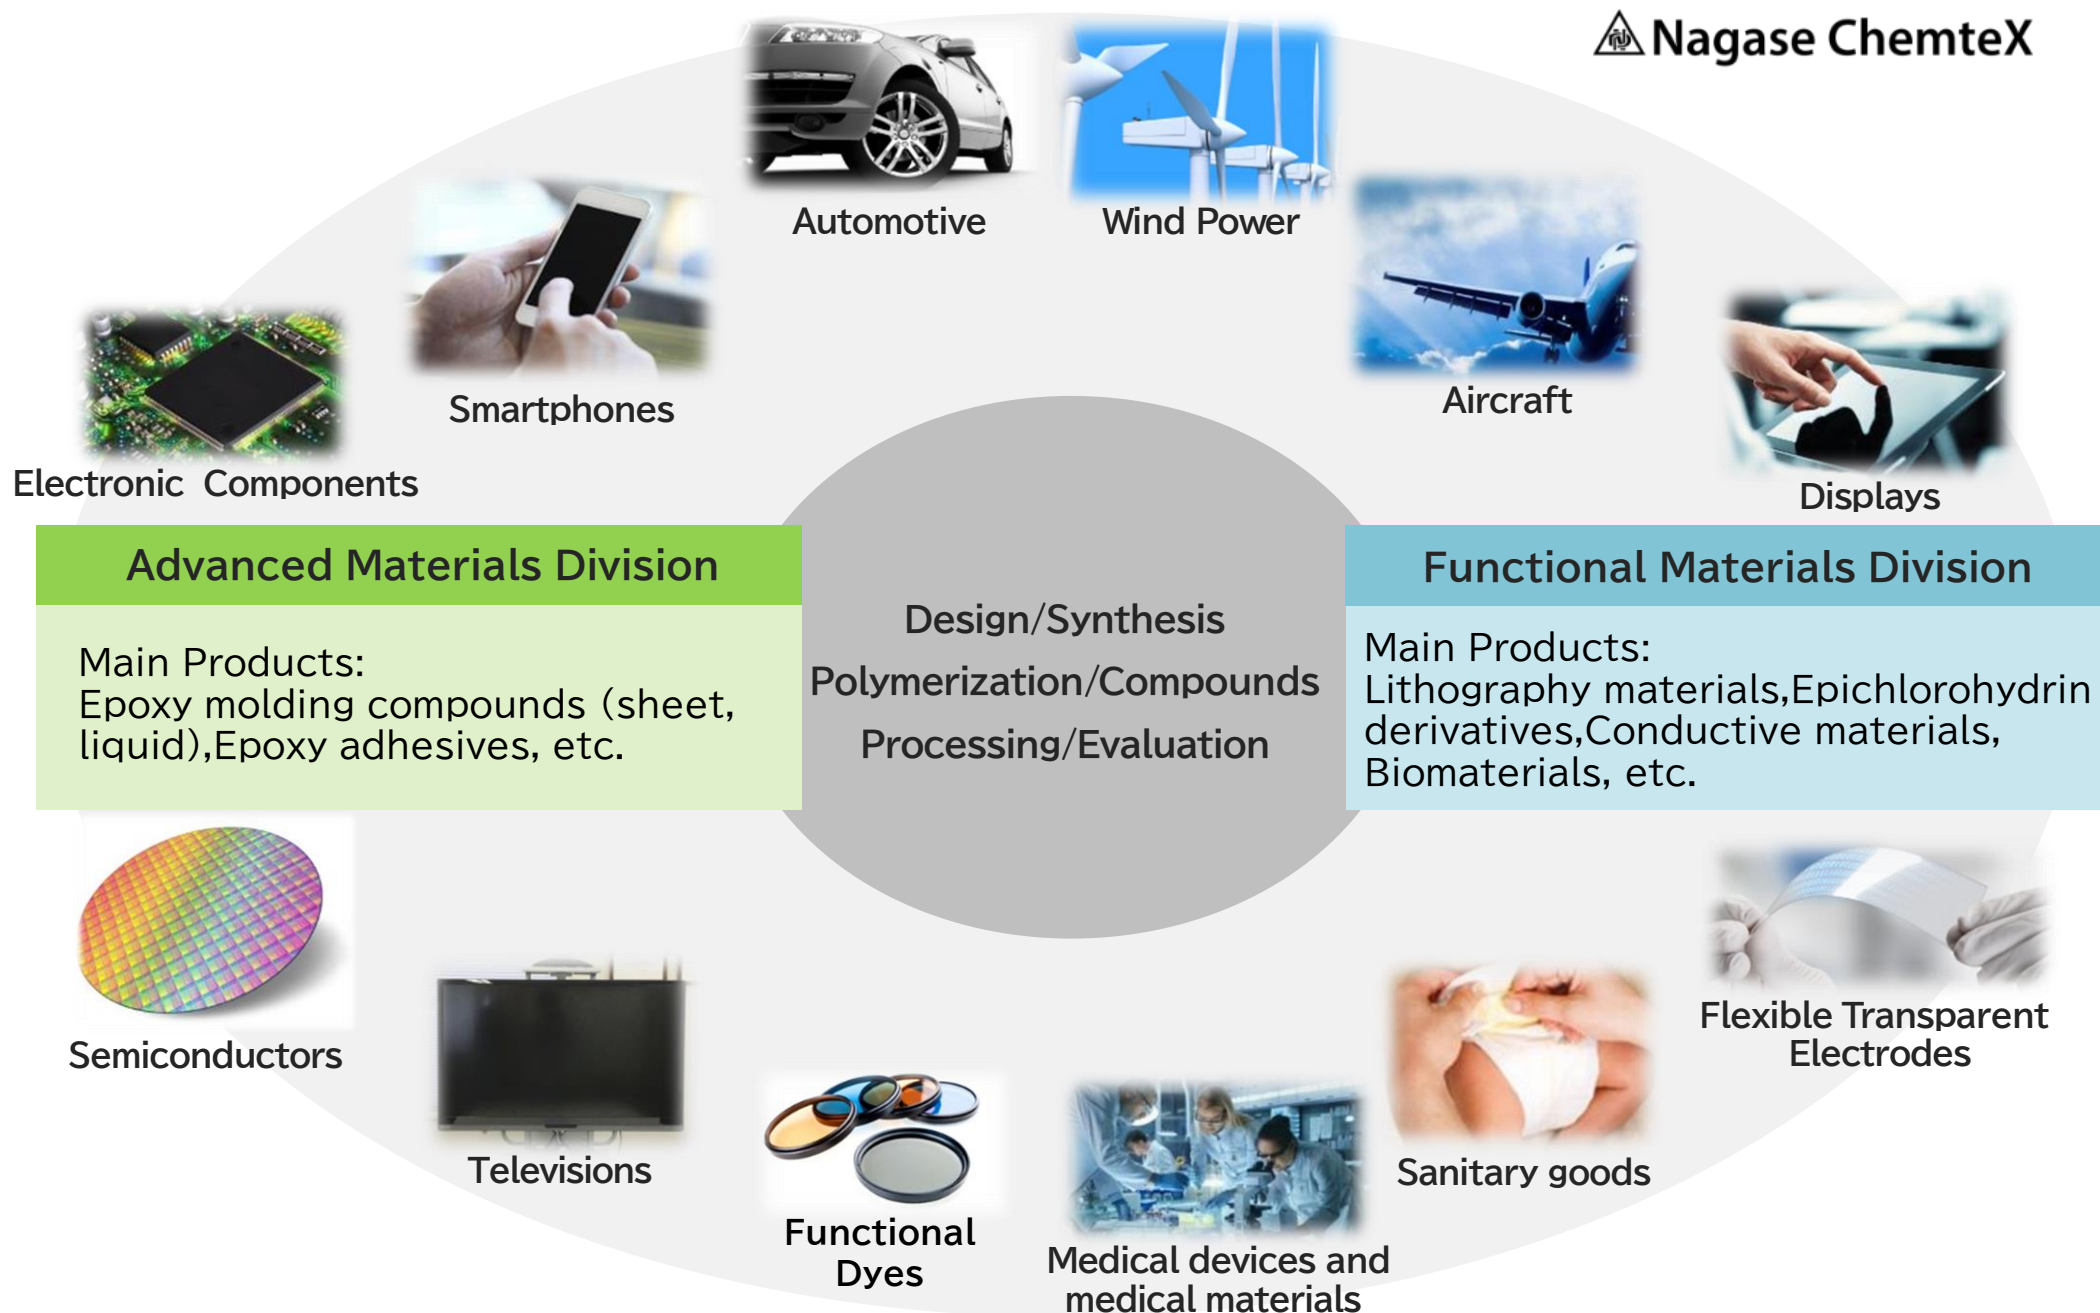 Nagase ChemteX
Automotive
Wind Power
Smartphones
Aircraft
Electronic Components
Displays
Advanced Materials Division
Main Products:
Epoxy molding compounds (sheet,
liquid),Epoxy adhesives, etc.
Design/Synthesis
Polymerization/Compounds
Processing/Evaluation
Functional Materials Division
Main Products:
Lithography materials,Epichlorohydrin
derivatives,Conductive materials,
Biomaterials, etc.
Semiconductors
Televisions
Functional
Dyes
Medical devices and
medical materials
Sanitary goods
Flexible Transparent
Electrodes